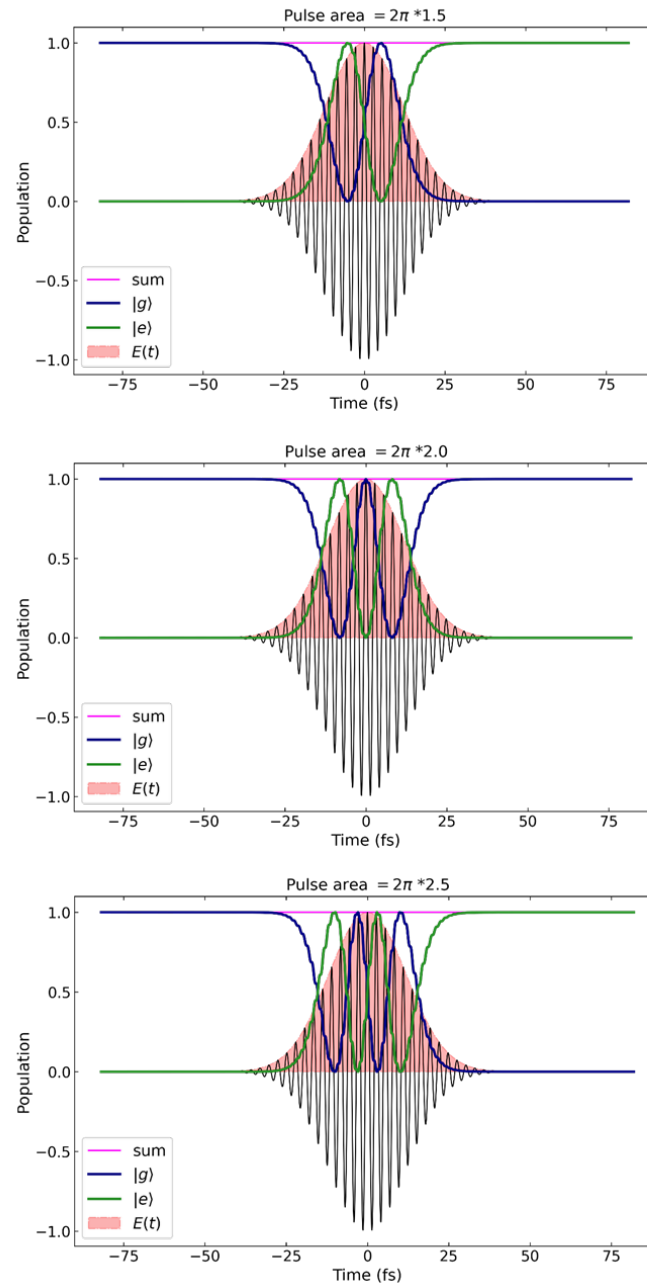 Pulse area = 2π *1.5
1.0
0.5
0.0
−0.5
−1.0
Population
sum
|g⟩
|e⟩
E(t)
−75 −50 −25 0 25 50 75
Time (fs)
Pulse area = 2π *2.0
1.0
0.5
0.0
−0.5
−1.0
Population
sum
|g⟩
|e⟩
E(t)
−75 −50 −25 0 25 50 75
Time (fs)
Pulse area = 2π *2.5
1.0
0.5
0.0
−0.5
−1.0
Population
sum
|g⟩
|e⟩
E(t)
−75 −50 −25 0 25 50 75
Time (fs)